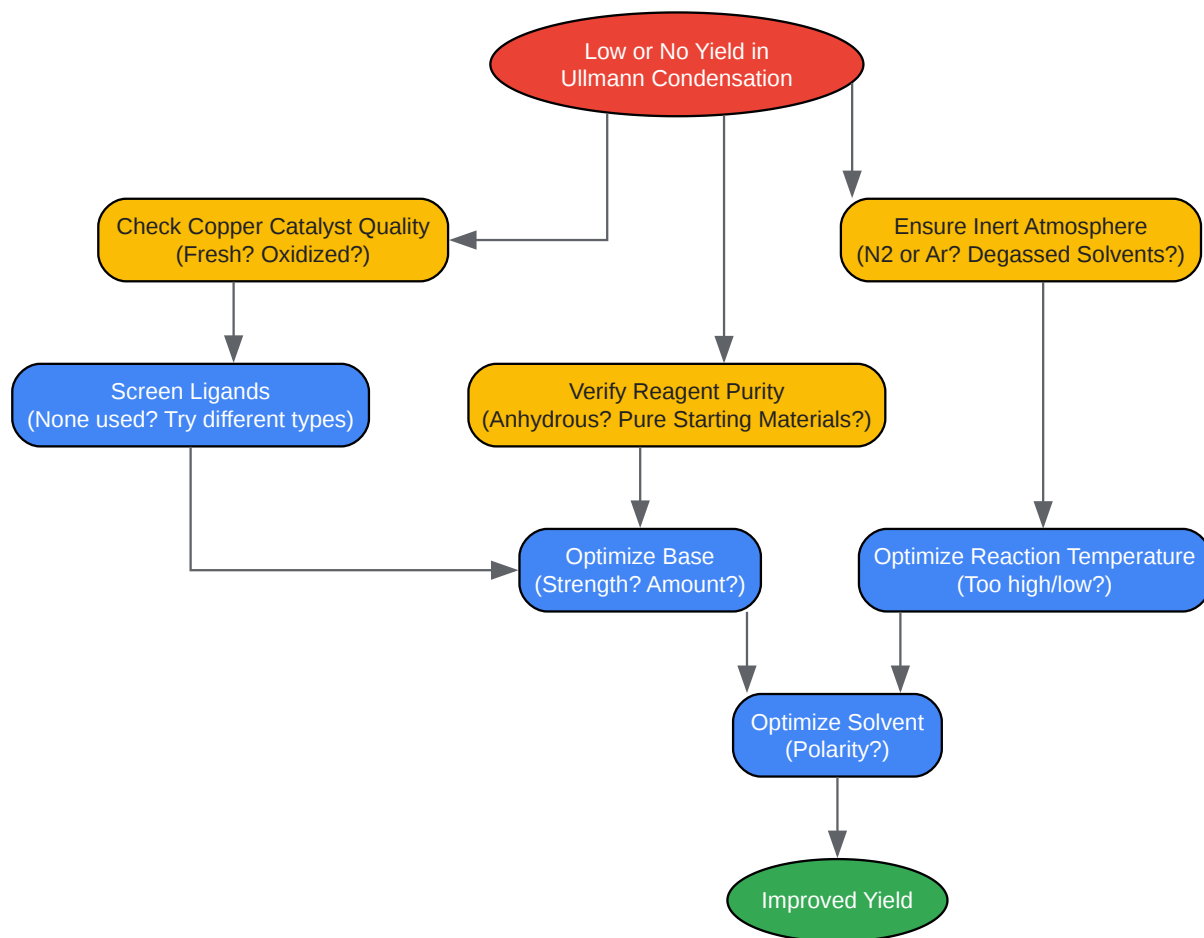 Low or No Yield in
Ullmann Condensation
Check Copper Catalyst Quality
(Fresh? Oxidized?)
Ensure Inert Atmosphere
(N2 or Ar? Degassed Solvents?)
Screen Ligands
(None used? Try different types)
Verify Reagent Purity
(Anhydrous? Pure Starting Materials?)
Optimize Base
(Strength? Amount?)
Optimize Reaction Temperature
(Too high/low?)
Optimize Solvent
(Polarity?)
Improved Yield